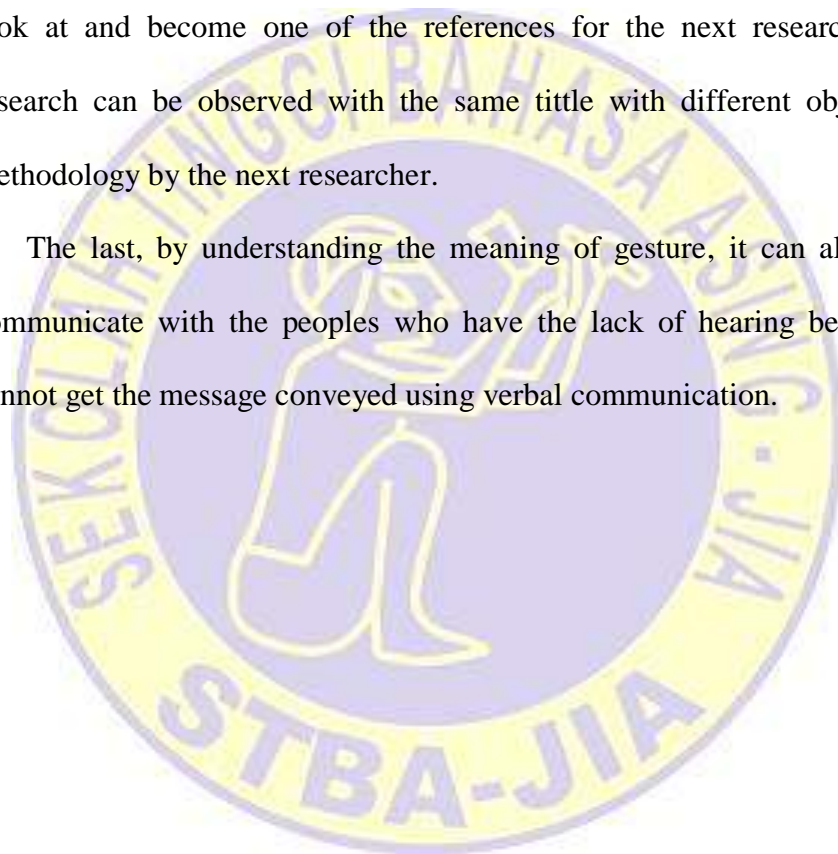 ook at and become one of the references for the next researc
search can be observed with the same tittle with different obj
ethodology by the next researcher.
The last, by understanding the meaning of gesture, it can al
ommunicate with the peoples who have the lack of hearing be
nnot get the message conveyed using verbal communication.
SEKOLAH TINGGI BAHASA ASING - JIA
STBA-JIA